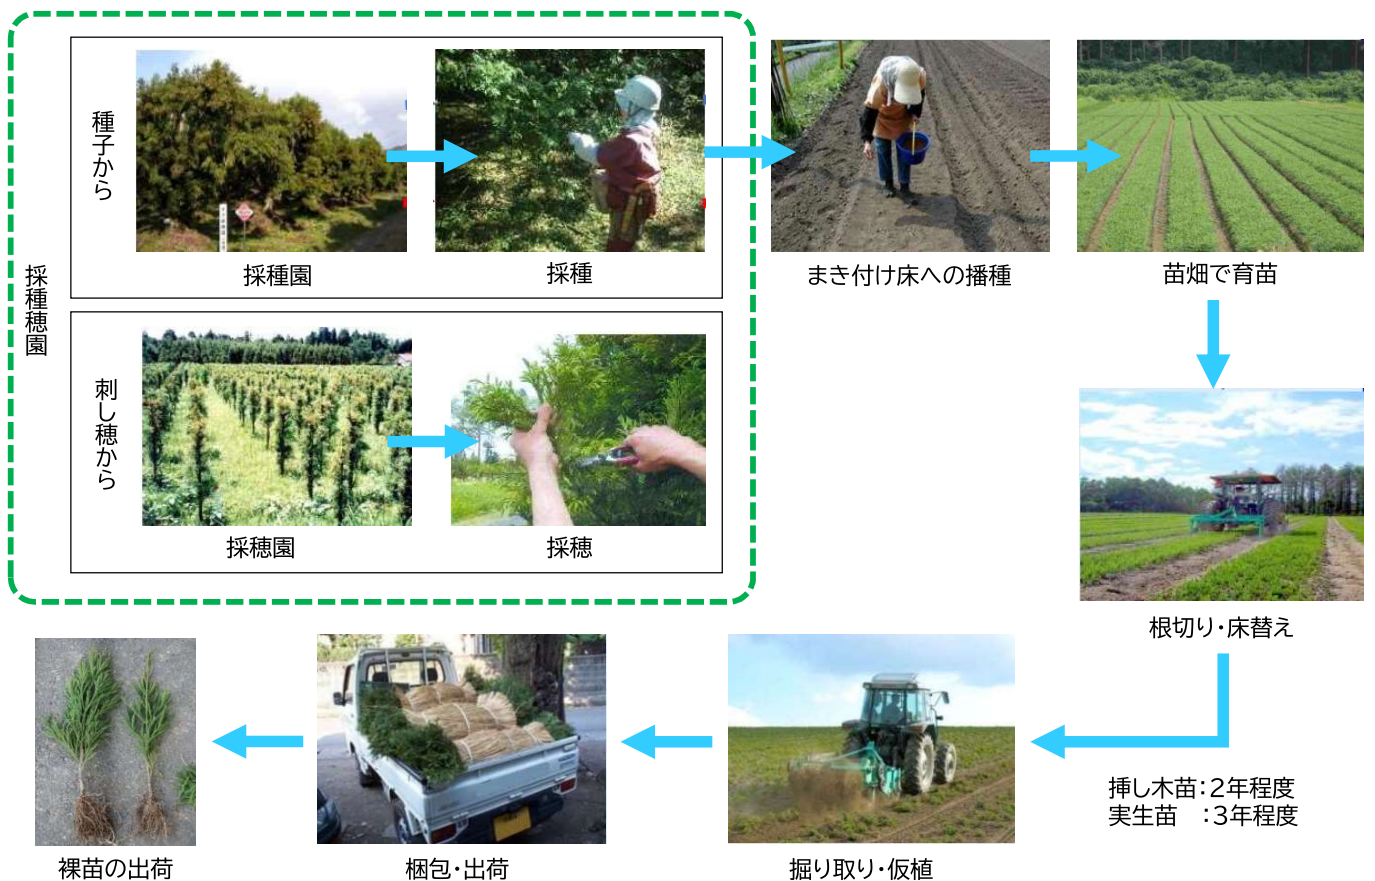 採種穂園
種子から
採種園
採種
まき付け床への播種
苗畑で育苗
刺し穂から
採穂園
採穂
根切り・床替え
挿し木苗：2年程度
実生苗　：3年程度
掘り取り・仮植
梱包・出荷
裸苗の出荷